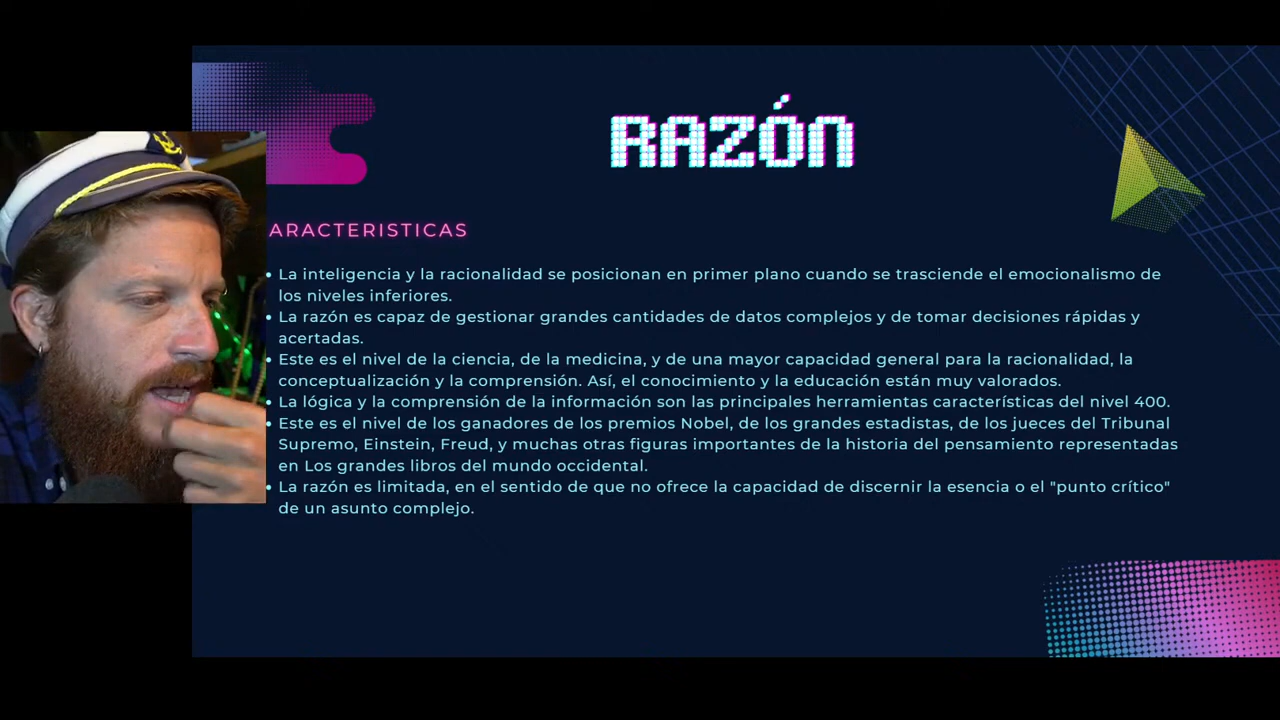 RAZÓN
ARACTERISTICAS
La inteligencia y la racionalidad se posicionan en primer plano cuando se trasciende el emocionalismo de
los niveles inferiores.
La razón es capaz de gestionar grandes cantidades de datos complejos y de tomar decisiones rápidas y
acertadas.
Este es el nivel de la ciencia, de la medicina, y de una mayor capacidad general para la racionalidad, la
conceptualización y la comprensión. Así, el conocimiento y la educación están muy valorados.
La lógica y la comprensión de la información son las principales herramientas características del nivel 400.
Este es el nivel de los ganadores de los premios Nobel, de los grandes estadistas, de los jueces del Tribunal
Supremo, Einstein, Freud, y muchas otras figuras importantes de la historia del pensamiento representadas
en Los grandes libros del mundo occidental.
La razón es limitada, en el sentido de que no ofrece la capacidad de discernir la esencia o el "punto crítico"
de un asunto complejo.